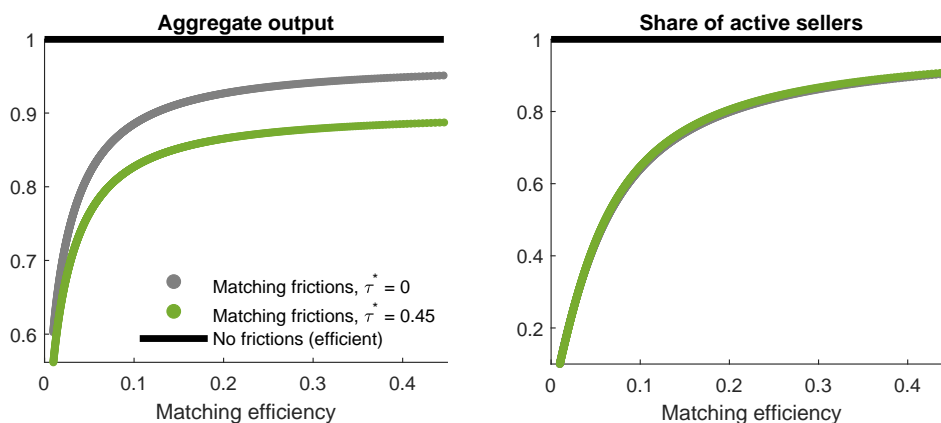 Aggregate output
1
0.9
0.8
0.7
0.6
0
0.1
0.2
0.3
0.4
Matching efficiency
Matching frictions, τ* = 0
Matching frictions, τ* = 0.45
No frictions (efficient)
Share of active sellers
1
0.8
0.6
0.4
0.2
0
0.1
0.2
0.3
0.4
Matching efficiency